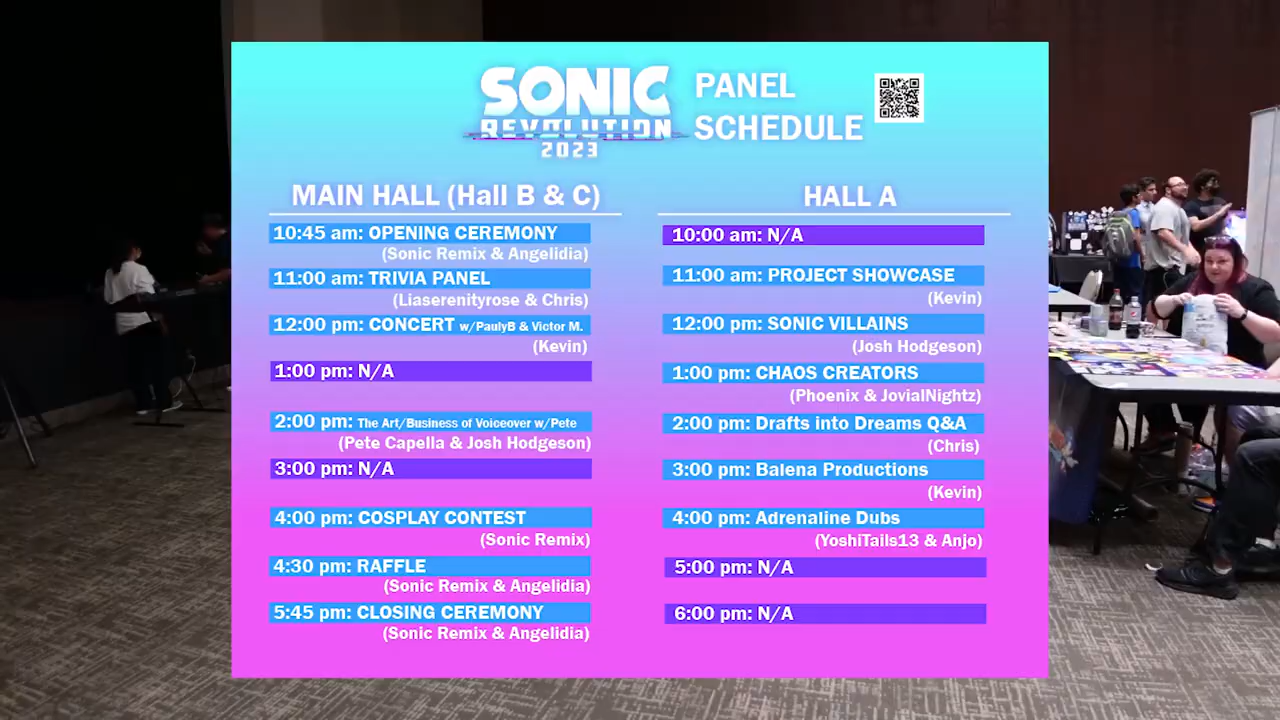 SONIC
REVOLUTION
2023
PANEL
SCHEDULE
MAIN HALL (Hall B & C)
10:45 am: OPENING CEREMONY
(Sonic Remix & Angelidia)
11:00 am: TRIVIA PANEL
(Liaserenityrose & Chris)
12:00 pm: CONCERT w/PaulyB & Victor M.
(Kevin)
1:00 pm: N/A
2:00 pm: The Art/Business of Voiceover w/Pete
(Pete Capella & Josh Hodgeson)
3:00 pm: N/A
4:00 pm: COSPLAY CONTEST
(Sonic Remix)
4:30 pm: RAFFLE
(Sonic Remix & Angelidia)
5:45 pm: CLOSING CEREMONY
(Sonic Remix & Angelidia)
HALL A
10:00 am: N/A
11:00 am: PROJECT SHOWCASE
(Kevin)
12:00 pm: SONIC VILLAINS
(Josh Hodgeson)
1:00 pm: CHAOS CREATORS
(Phoenix & JovialNightz)
2:00 pm: Drafts into Dreams Q&A
(Chris)
3:00 pm: Balena Productions
(Kevin)
4:00 pm: Adrenaline Dubs
(YoshiTails13 & Anjo)
5:00 pm: N/A
6:00 pm: N/A